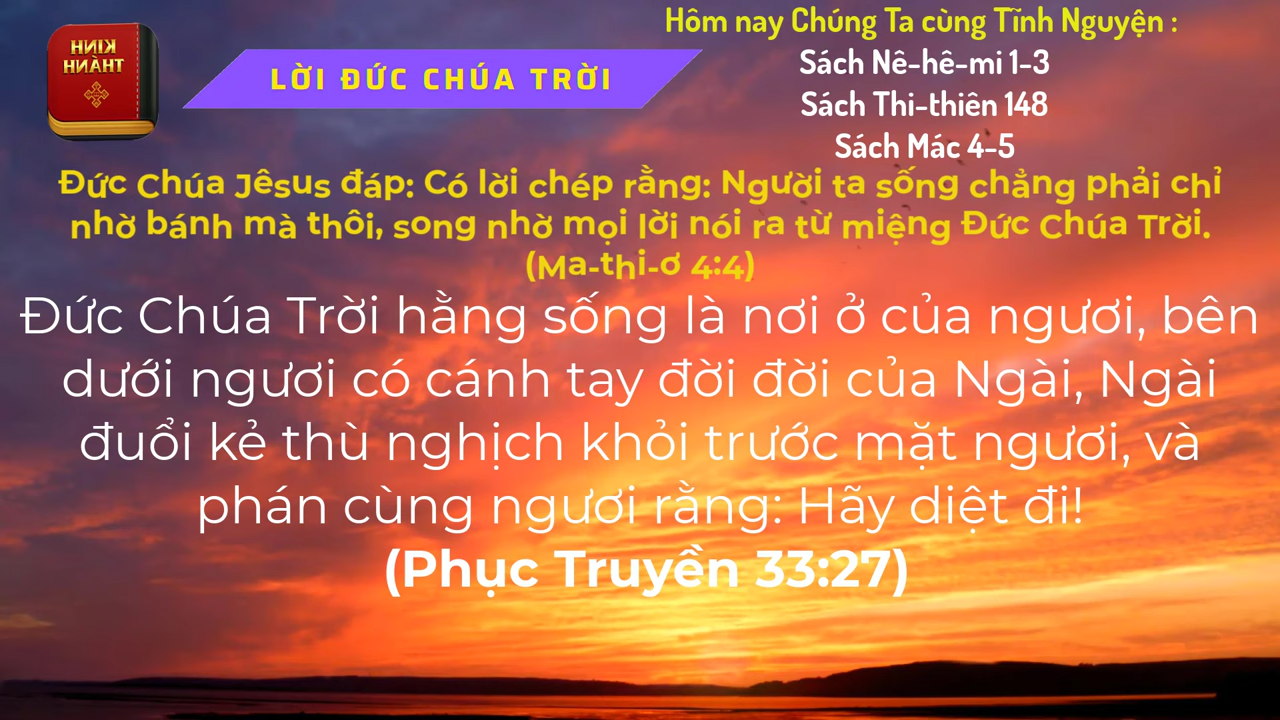 KINH
THÀNH
LỜI ĐỨC CHÚA TRỜI
Hôm nay Chúng Ta cùng Tĩnh Nguyện :
Sách Nê-hê-mi 1-3
Sách Thi-thiên 148
Sách Mác 4-5
Đức Chúa Jêsus đáp: Có lời chép rằng: Người ta sống chẳng phải chỉ
nhờ bánh mà thôi, song nhờ mọi lời nói ra từ miệng Đức Chúa Trời.
(Ma-thi-ơ 4:4)
Đức Chúa Trời hằng sống là nơi ở của ngươi, bên
dưới ngươi có cánh tay đời đời của Ngài, Ngài
đuổi kẻ thù nghịch khỏi trước mặt ngươi, và
phán cùng ngươi rằng: Hãy diệt đi!
(Phục Truyền 33:27)